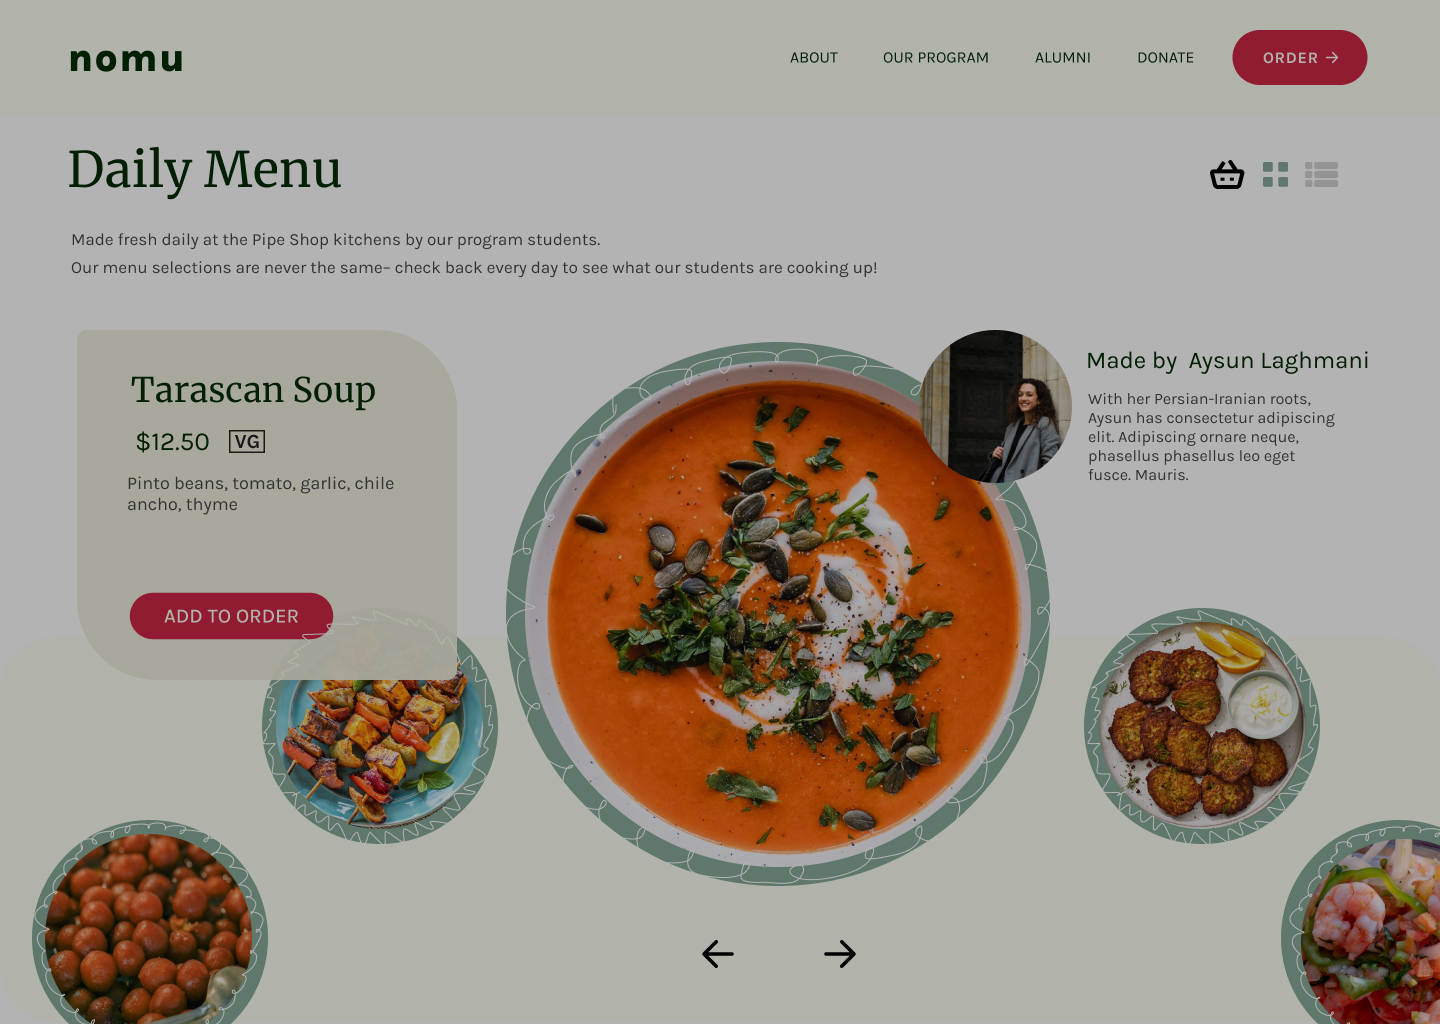 nomu
ABOUT OUR PROGRAM ALUMNI DONATE ORDER →
Daily Menu
Made fresh daily at the Pipe Shop kitchens by our program students.
Our menu selections are never the same– check back every day to see what our students are cooking up!
Tarascan Soup
$12.50 VG
Pinto beans, tomato, garlic, chile
ancho, thyme
ADD TO ORDER
Made by Aysun Laghmani
With her Persian-Iranian roots,
Aysun has consectetur adipiscing
elit. Adipiscing ornare neque,
phasellus phasellus leo eget
fusce. Mauris.